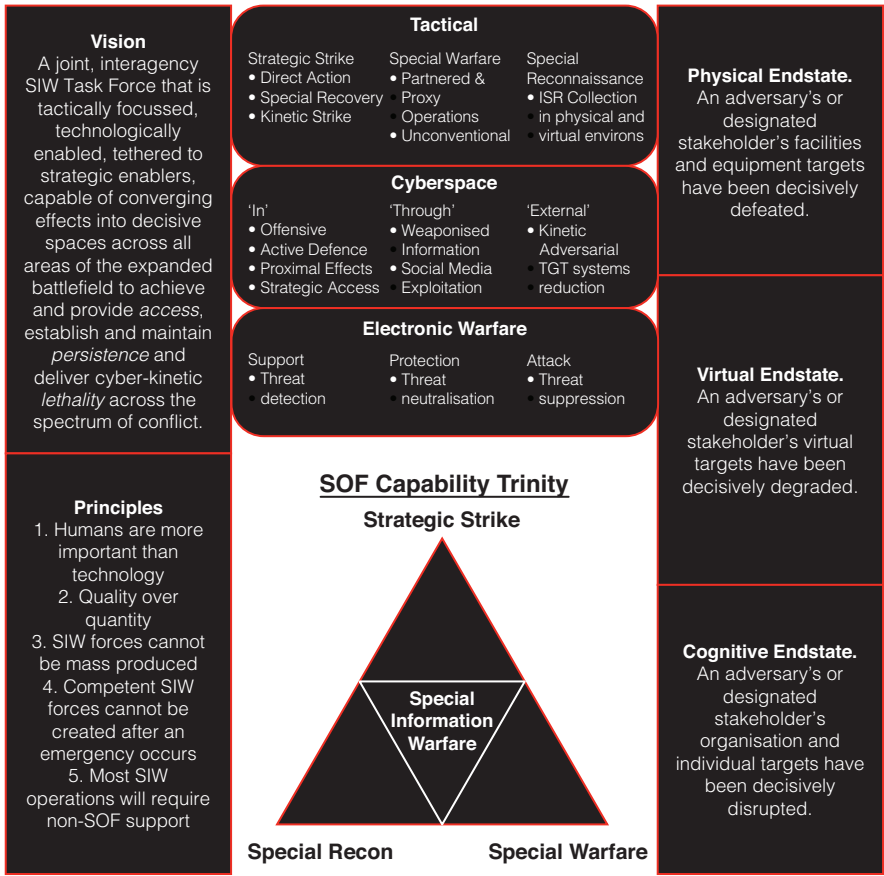 Vision
A joint, interagency
SIW Task Force that is
tactically focussed,
technologically
enabled, tethered to
strategic enablers,
capable of converging
effects into decisive
spaces across all
areas of the expanded
battlefield to achieve
and provide access,
establish and maintain
persistence and
deliver cyber-kinetic
lethality across the
spectrum of conflict.
Principles
1. Humans are more
important than
technology
2. Quality over
quantity
3. SIW forces cannot
be mass produced
4. Competent SIW
forces cannot be
created after an
emergency occurs
5. Most SIW
operations will require
non-SOF support
Tactical
Strategic Strike
• Direct Action
• Special Recovery
• Kinetic Strike
Special Warfare
• Partnered &
• Proxy
• Operations
• Unconventional
Special
Reconnaissance
• ISR Collection
• in physical and
• virtual environs
Cyberspace
‘In’
• Offensive
• Active Defence
• Proximal Effects
• Strategic Access
‘Through’
• Weaponised
• Information
• Social Media
• Exploitation
‘External’
• Kinetic
Adversarial
• TGT systems
• reduction
Electronic Warfare
Support
• Threat
• detection
Protection
• Threat
• neutralisation
Attack
• Threat
• suppression
SOF Capability Trinity
Strategic Strike
Special
Information
Warfare
Special Recon
Special Warfare
Physical Endstate.
An adversary’s or
designated
stakeholder’s facilities
and equipment targets
have been decisively
defeated.
Virtual Endstate.
An adversary’s or
designated
stakeholder’s virtual
targets have been
decisively degraded.
Cognitive Endstate.
An adversary’s or
designated
stakeholder’s
organisation and
individual targets have
been decisively
disrupted.